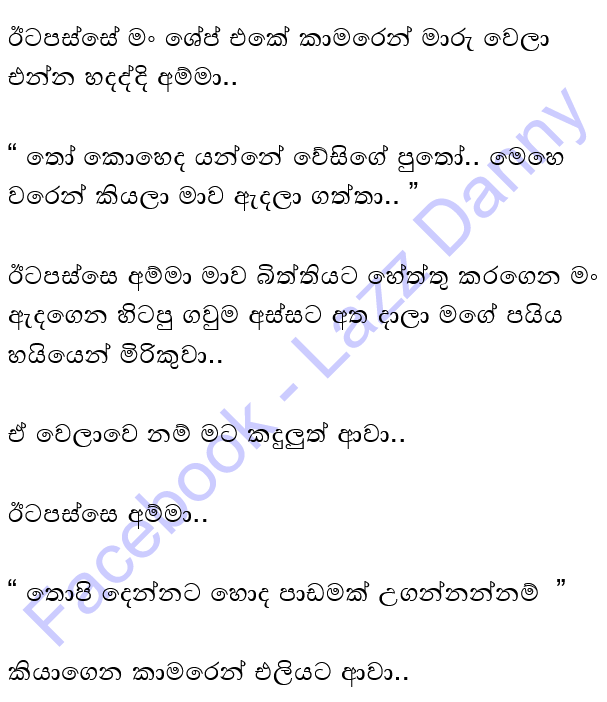 ඊටපස්සේ මං ශේප් එකේ කාමරෙන් මාරු වෙලා
එන්න හදද්දි අම්මා..
“ තෝ කොහෙද යන්නේ වේසිගේ පුතෝ.. මෙහෙ
වරෙන් කියලා මාව ඇදලා ගත්තා.. ”
ඊටපස්සෙ අම්මා මාව බිත්තියට හේත්තු කරගෙන මං
ඇදගෙන හිටපු ගවුම අස්සට අත දාලා මගේ පයිය
හයියෙන් මිරිකුවා..
ඒ වෙලාවෙ නම් මට කදුලුත් ආවා..
ඊටපස්සෙ අම්මා..
“ තොපි දෙන්නට හොද පාඩමක් උගන්නන්නම් ”
කියාගෙන කාමරෙන් එලියට ආවා..
Facebook - Lazz Danny